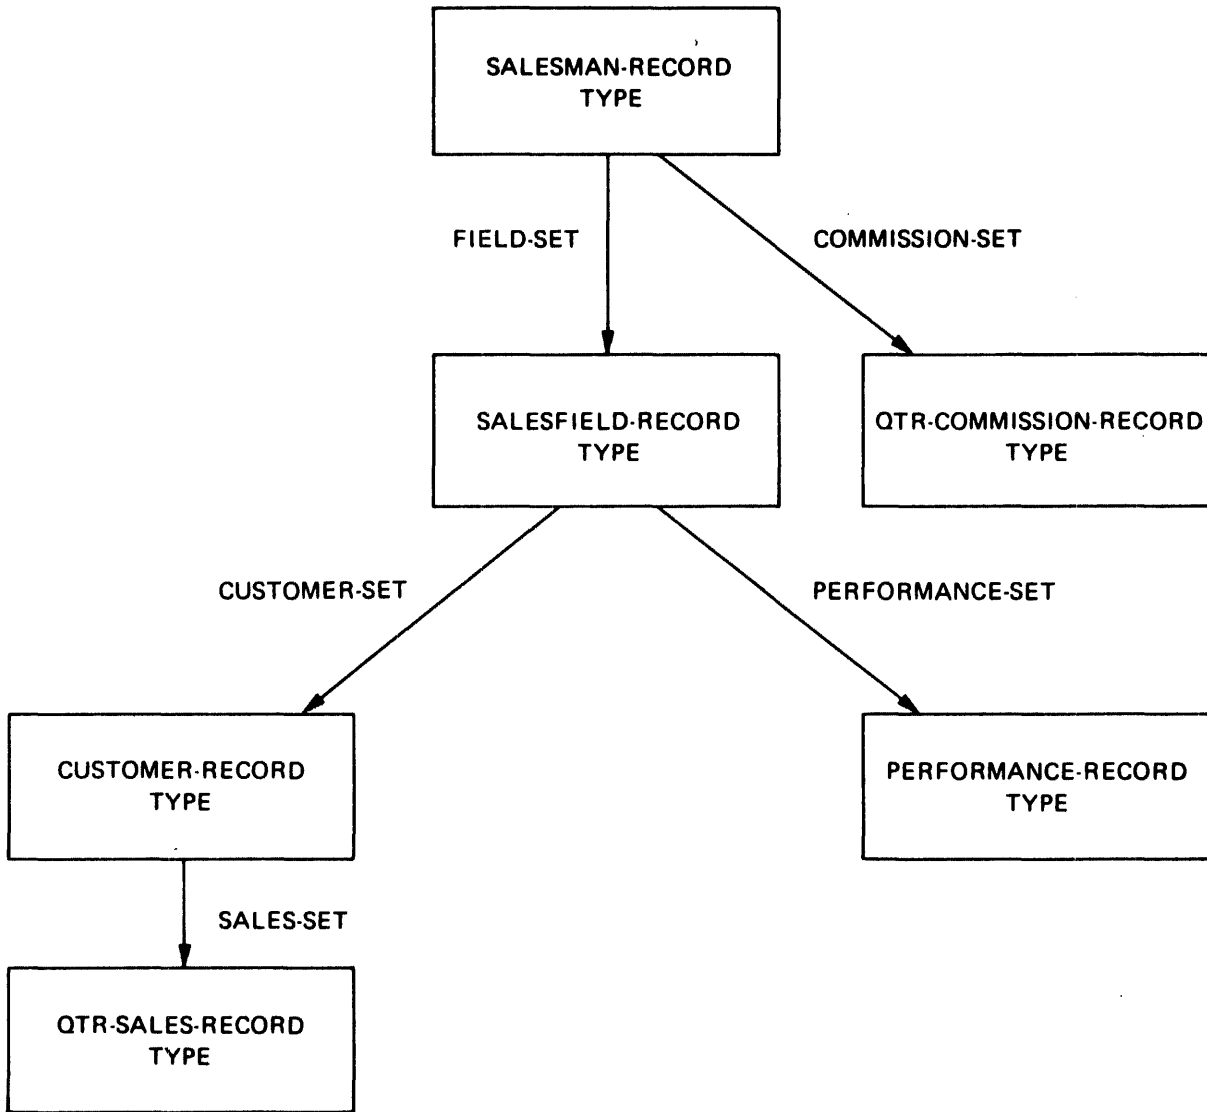 SALESMAN-RECORD
TYPE
FIELD-SET
COMMISSION-SET
SALESFIELD-RECORD
TYPE
QTR-COMMISSION-RECORD
TYPE
CUSTOMER-SET
PERFORMANCE-SET
CUSTOMER-RECORD
TYPE
PERFORMANCE-RECORD
TYPE
SALES-SET
QTR-SALES-RECORD
TYPE